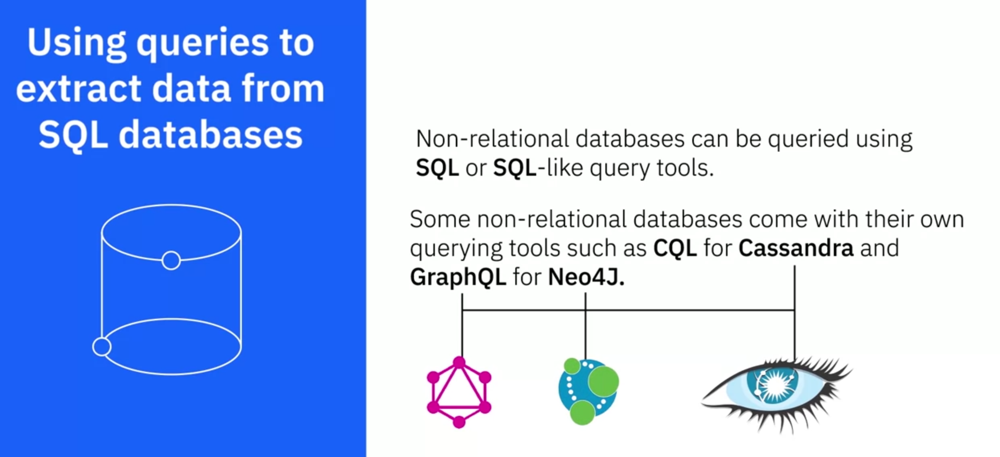 Using queries to
extract data from
SQL databases
Non-relational databases can be queried using
SQL or SQL-like query tools.
Some non-relational databases come with their own
querying tools such as CQL for Cassandra and
GraphQL for Neo4J.